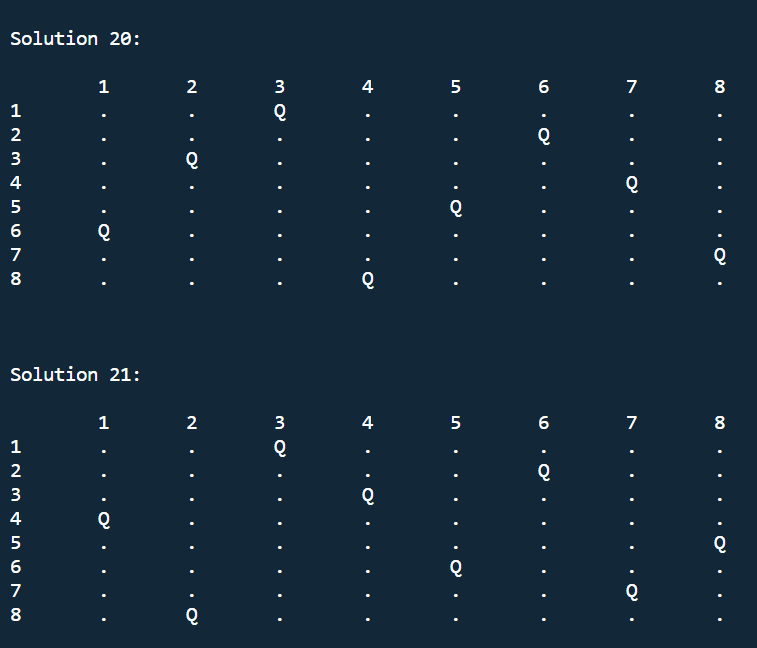 Solution 20:
1 2 3 4 5 6 7 8
1 . . Q . . . . .
2 . . . . . Q . .
3 . Q . . . . . .
4 . . . . . . Q .
5 . . . . Q . . .
6 Q . . . . . . .
7 . . . . . . . Q
8 . . . Q . . . .
Solution 21:
1 2 3 4 5 6 7 8
1 . . Q . . . . .
2 . . . . . Q . .
3 . . . Q . . . .
4 Q . . . . . . .
5 . . . . . . . Q
6 . . . . Q . . .
7 . . . . . . Q .
8 . Q . . . . . .